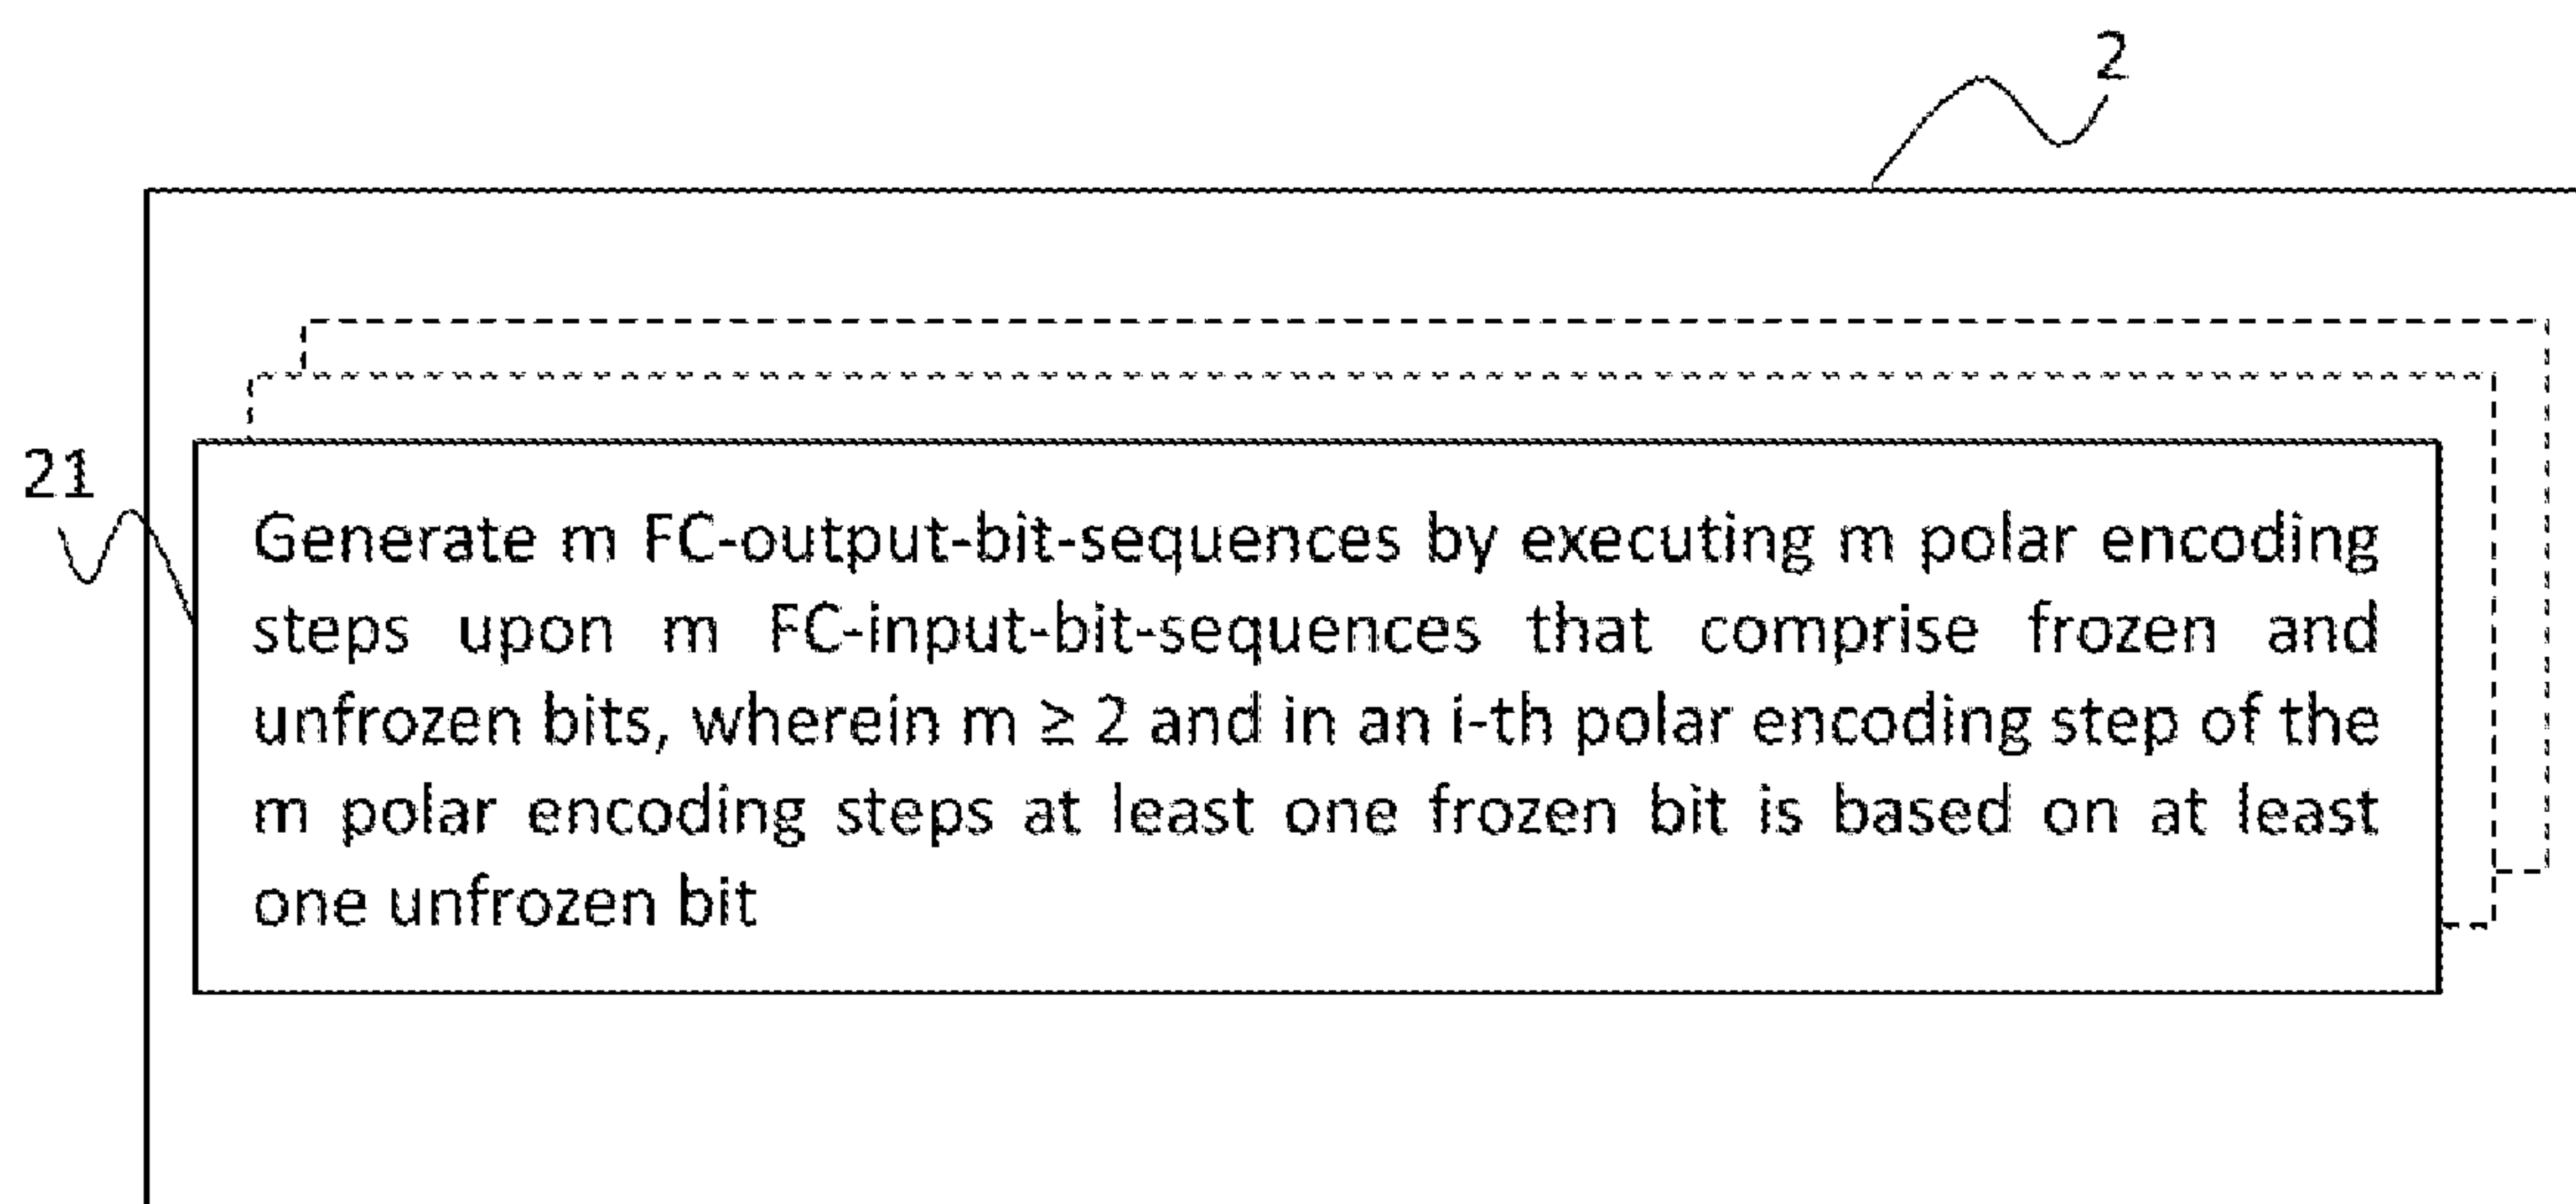 2
21
Generate m FC-output-bit-sequences by executing m polar encoding
steps upon m FC-input-bit-sequences that comprise frozen and
unfrozen bits, wherein m ≥ 2 and in an i-th polar encoding step of the
m polar encoding steps at least one frozen bit is based on at least
one unfrozen bit